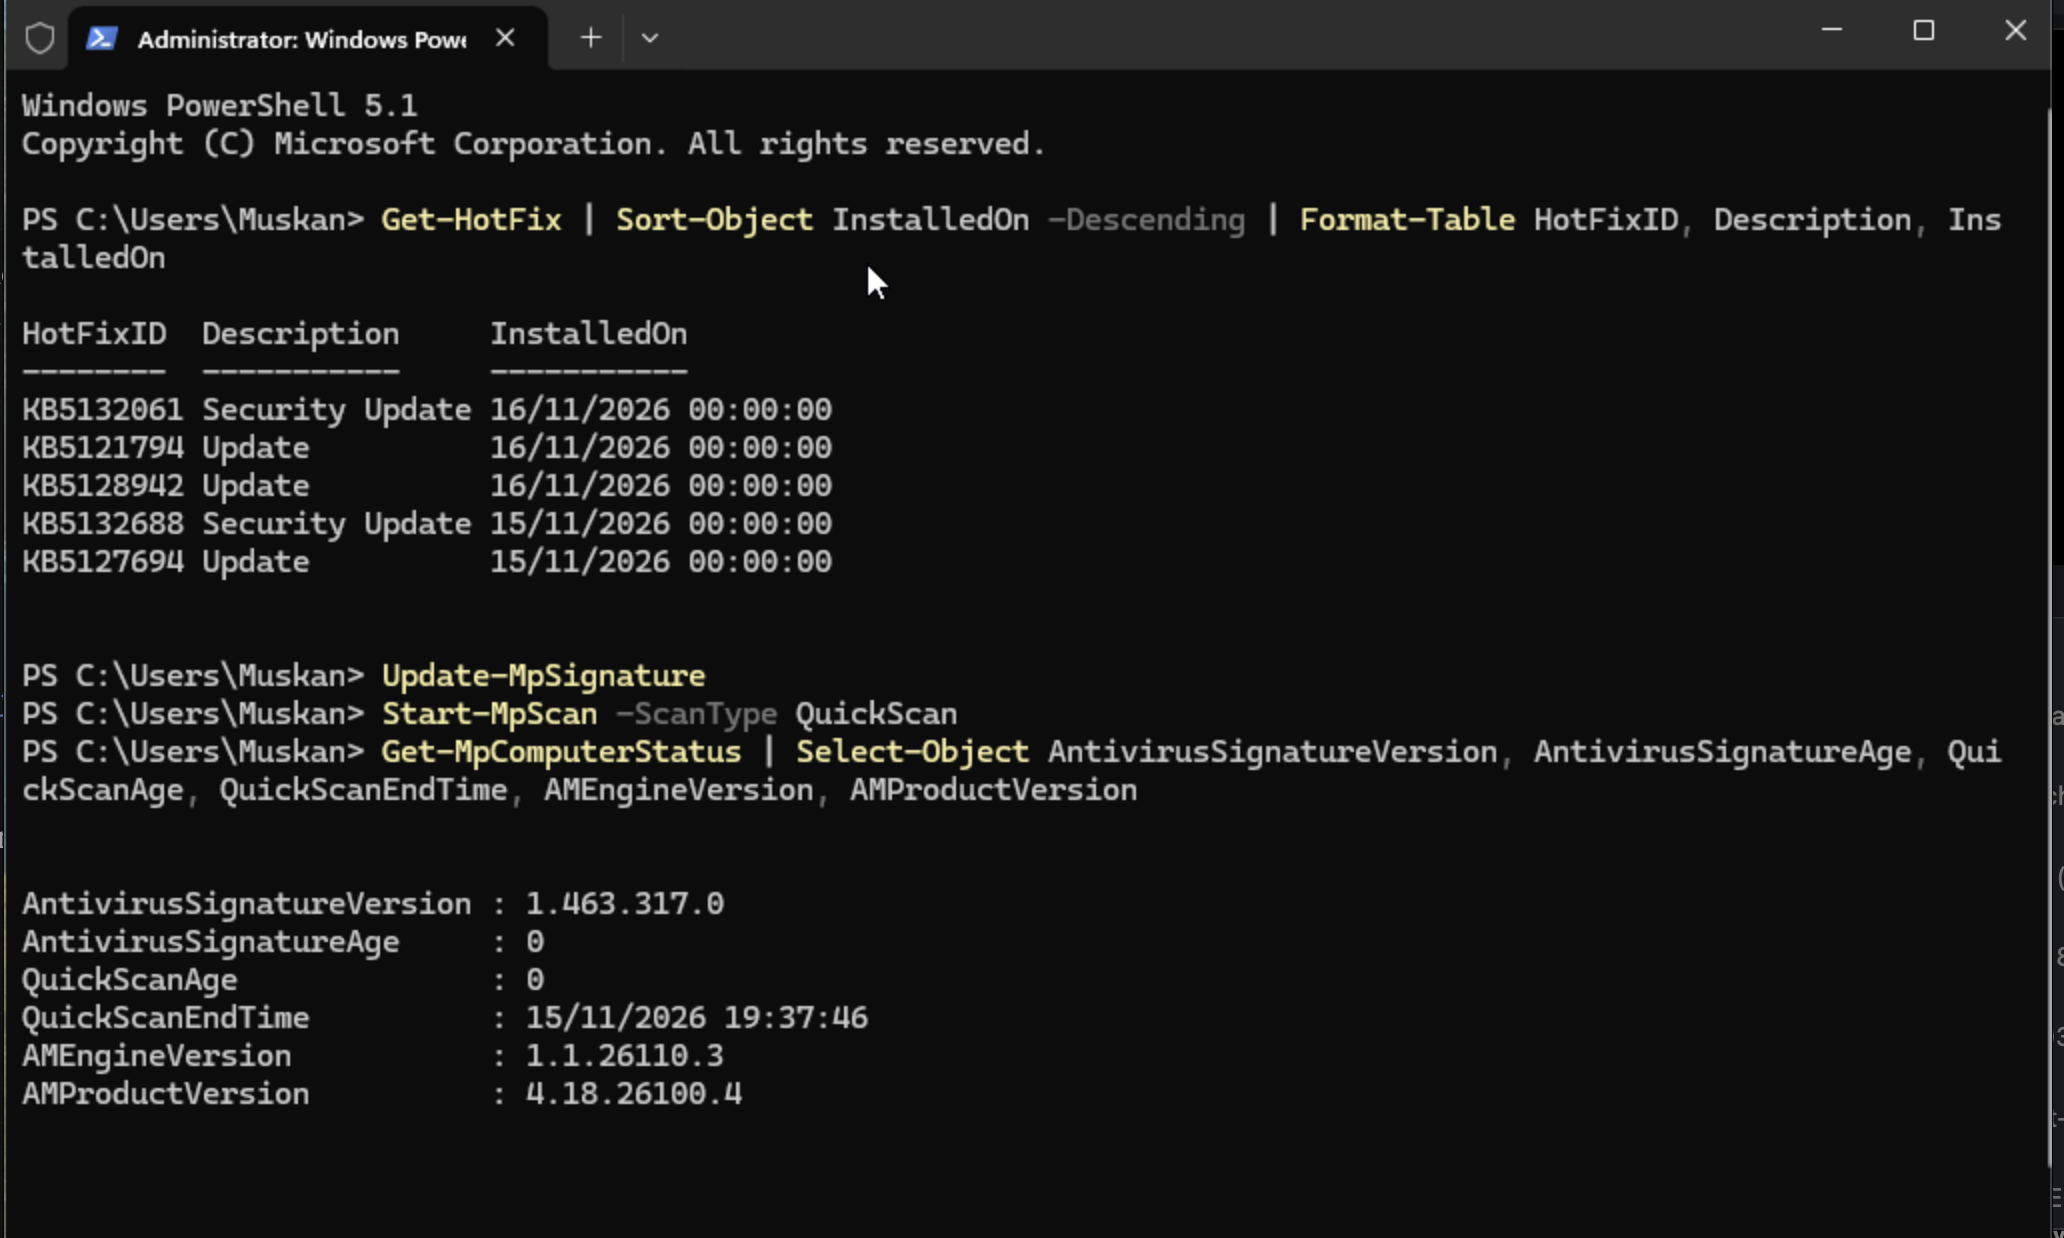 Administrator: Windows Powe
Windows PowerShell 5.1
Copyright (C) Microsoft Corporation. All rights reserved.
PS C:\Users\Muskan> Get-HotFix | Sort-Object InstalledOn -Descending | Format-Table HotFixID, Description, Ins
talledOn
HotFixID  Description     InstalledOn
--------  -----------     -----------
KB5132061 Security Update 16/11/2026 00:00:00
KB5121794 Update          16/11/2026 00:00:00
KB5128942 Update          16/11/2026 00:00:00
KB5132688 Security Update 15/11/2026 00:00:00
KB5127694 Update          15/11/2026 00:00:00
PS C:\Users\Muskan> Update-MpSignature
PS C:\Users\Muskan> Start-MpScan -ScanType QuickScan
PS C:\Users\Muskan> Get-MpComputerStatus | Select-Object AntivirusSignatureVersion, AntivirusSignatureAge, Qui
ckScanAge, QuickScanEndTime, AMEngineVersion, AMProductVersion
AntivirusSignatureVersion : 1.463.317.0
AntivirusSignatureAge     : 0
QuickScanAge              : 0
QuickScanEndTime          : 15/11/2026 19:37:46
AMEngineVersion           : 1.1.26110.3
AMProductVersion          : 4.18.26100.4